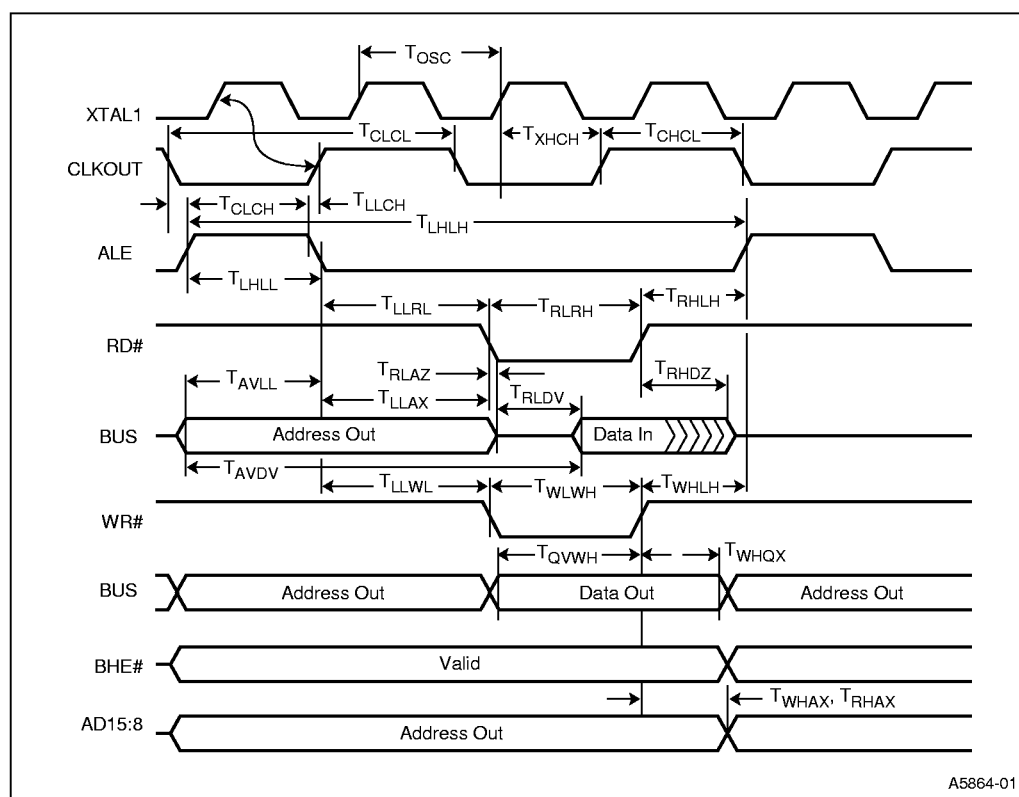 T_OSC
XTAL1
T_CLCL T_XHCH T_CHCL
CLKOUT
T_CLCH T_LLCH
T_LHLH
ALE
T_LHLL
T_LLRL T_RLRH T_RHLH
RD#
T_RLAZ
T_AVLL T_RHDZ
T_LLAX T_RLDV
BUS Address Out Data In
T_AVDV
T_LLWL T_WLWH T_WHLH
WR#
T_QVWH T_WHQX
BUS Address Out Data Out Address Out
BHE# Valid
T_WHAX, T_RHAX
AD15:8 Address Out
A5864-01